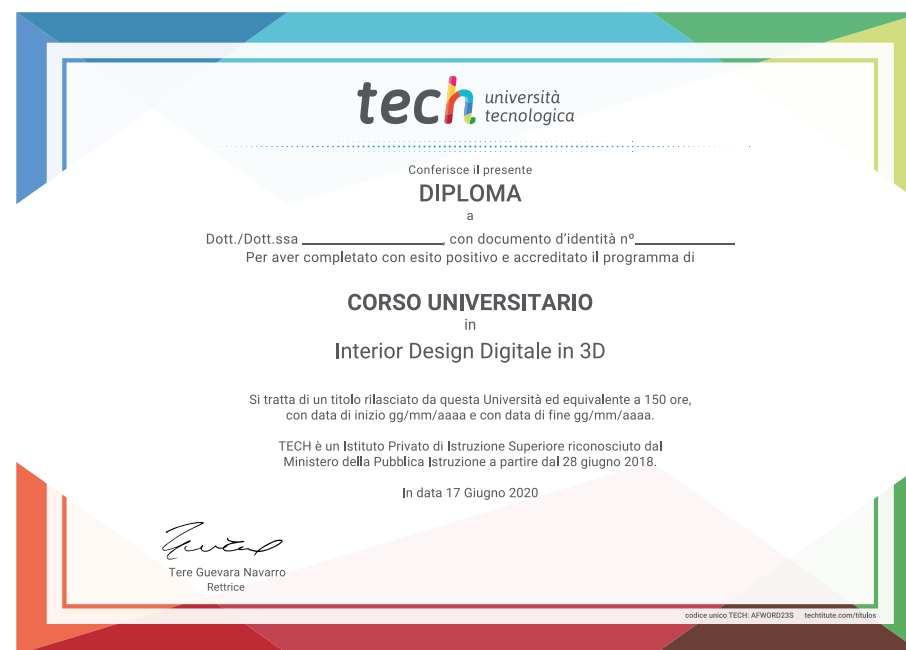 tech università
tecnologica
Conferisce il presente
DIPLOMA
a
Dott./Dott.ssa ____________________, con documento d'identità nº______________
Per aver completato con esito positivo e accreditato il programma di
CORSO UNIVERSITARIO
in
Interior Design Digitale in 3D
Si tratta di un titolo rilasciato da questa Università ed equivalente a 150 ore,
con data di inizio gg/mm/aaaa e con data di fine gg/mm/aaaa.
TECH è un Istituto Privato di Istruzione Superiore riconosciuto dal
Ministero della Pubblica Istruzione a partire dal 28 giugno 2018.
In data 17 Giugno 2020
Tere Guevara Navarro
Rettrice
codice unico TECH: AFWORD23S techtitute.com/titulos